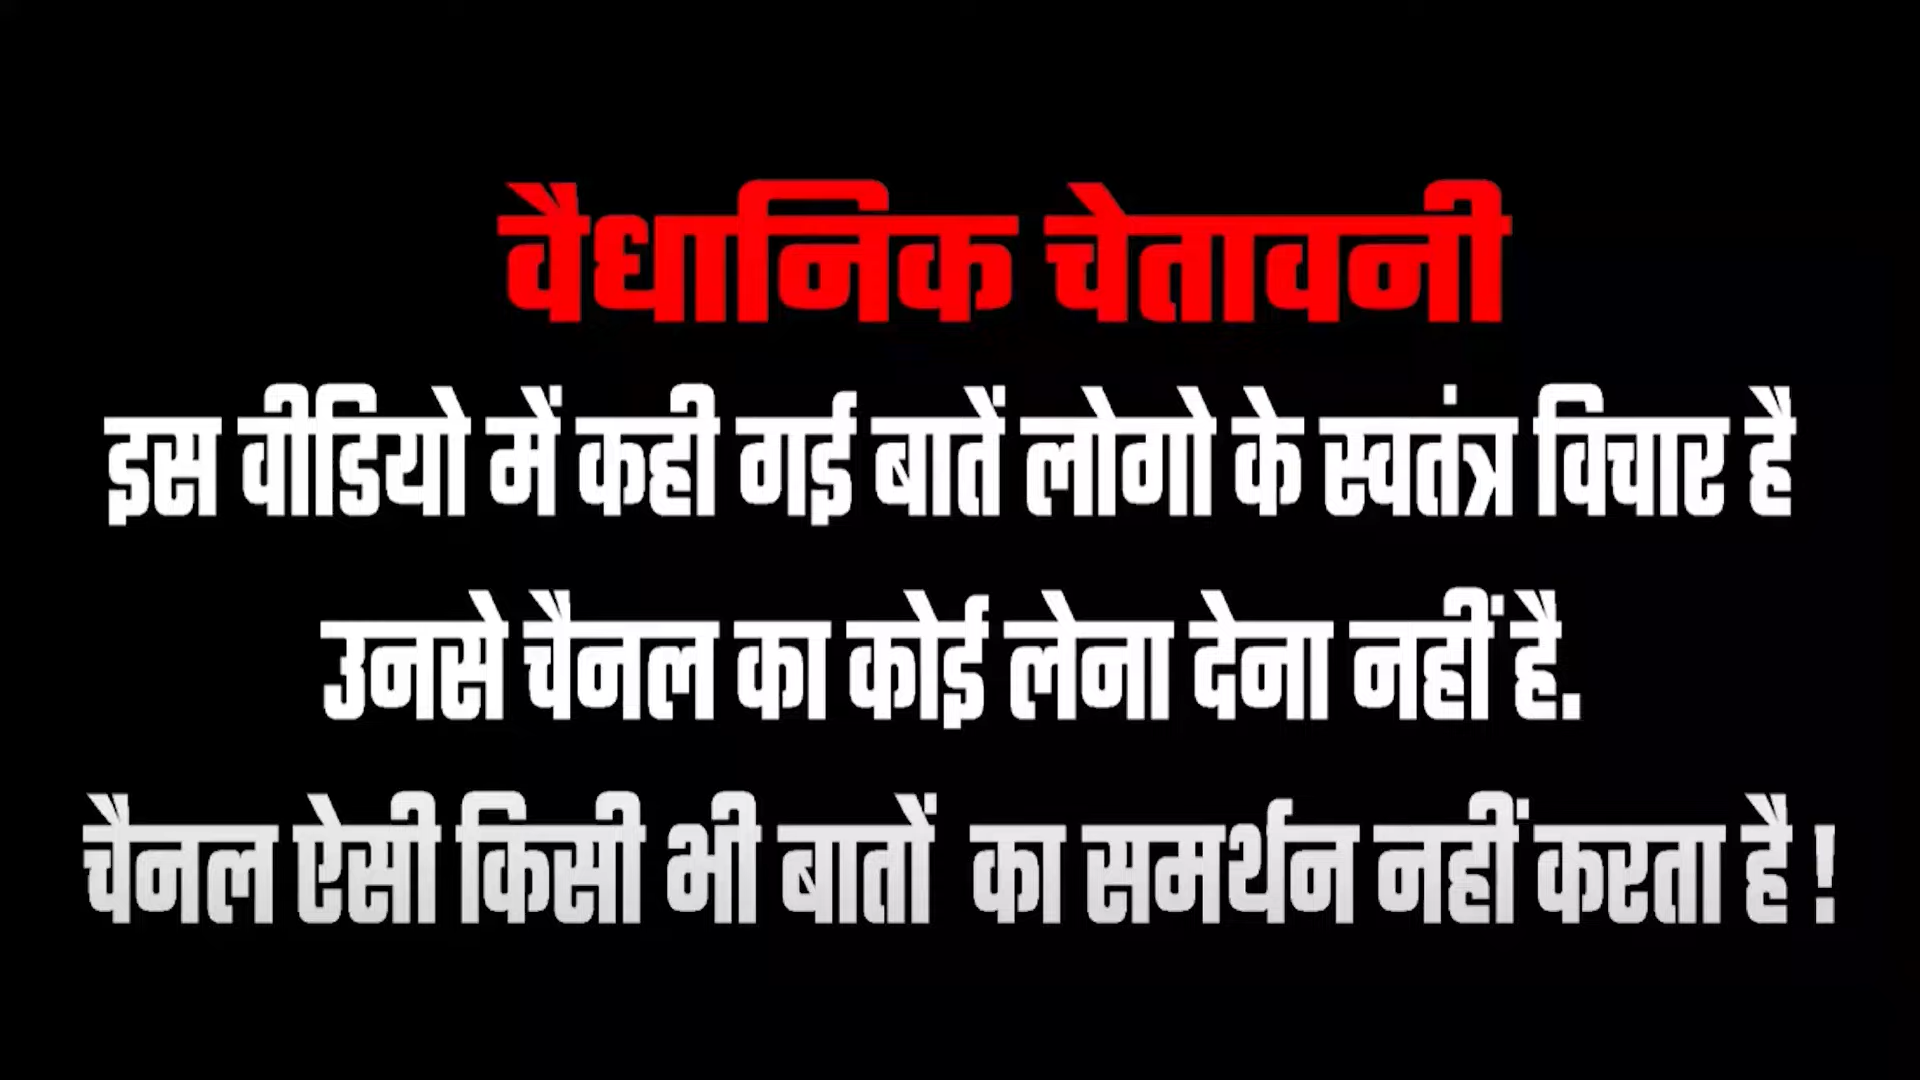 वैधानिक चेतावनी
इस वीडियो में कही गई बातें लोगो के स्वतंत्र विचार है
उनसे चैनल का कोई लेना देना नहीं है.
चैनल ऐसी किसी भी बातों का समर्थन नहीं करता है !